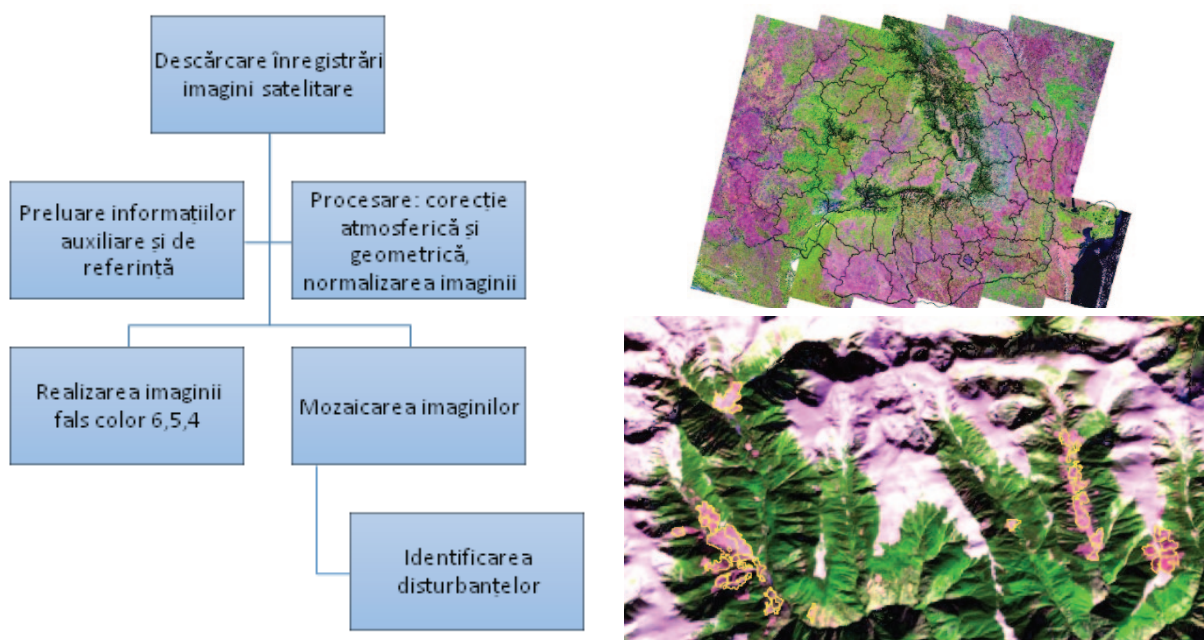 Descărcare înregistrări
imagini satelitare
Preluare informațiilor
auxiliare și de
referință
Procesare: corecție
atmosferică și
geometrică,
normalizarea imaginii
Realizarea imaginii
fals color 6,5,4
Mozaicarea imaginilor
Identificarea
disturbanțelor